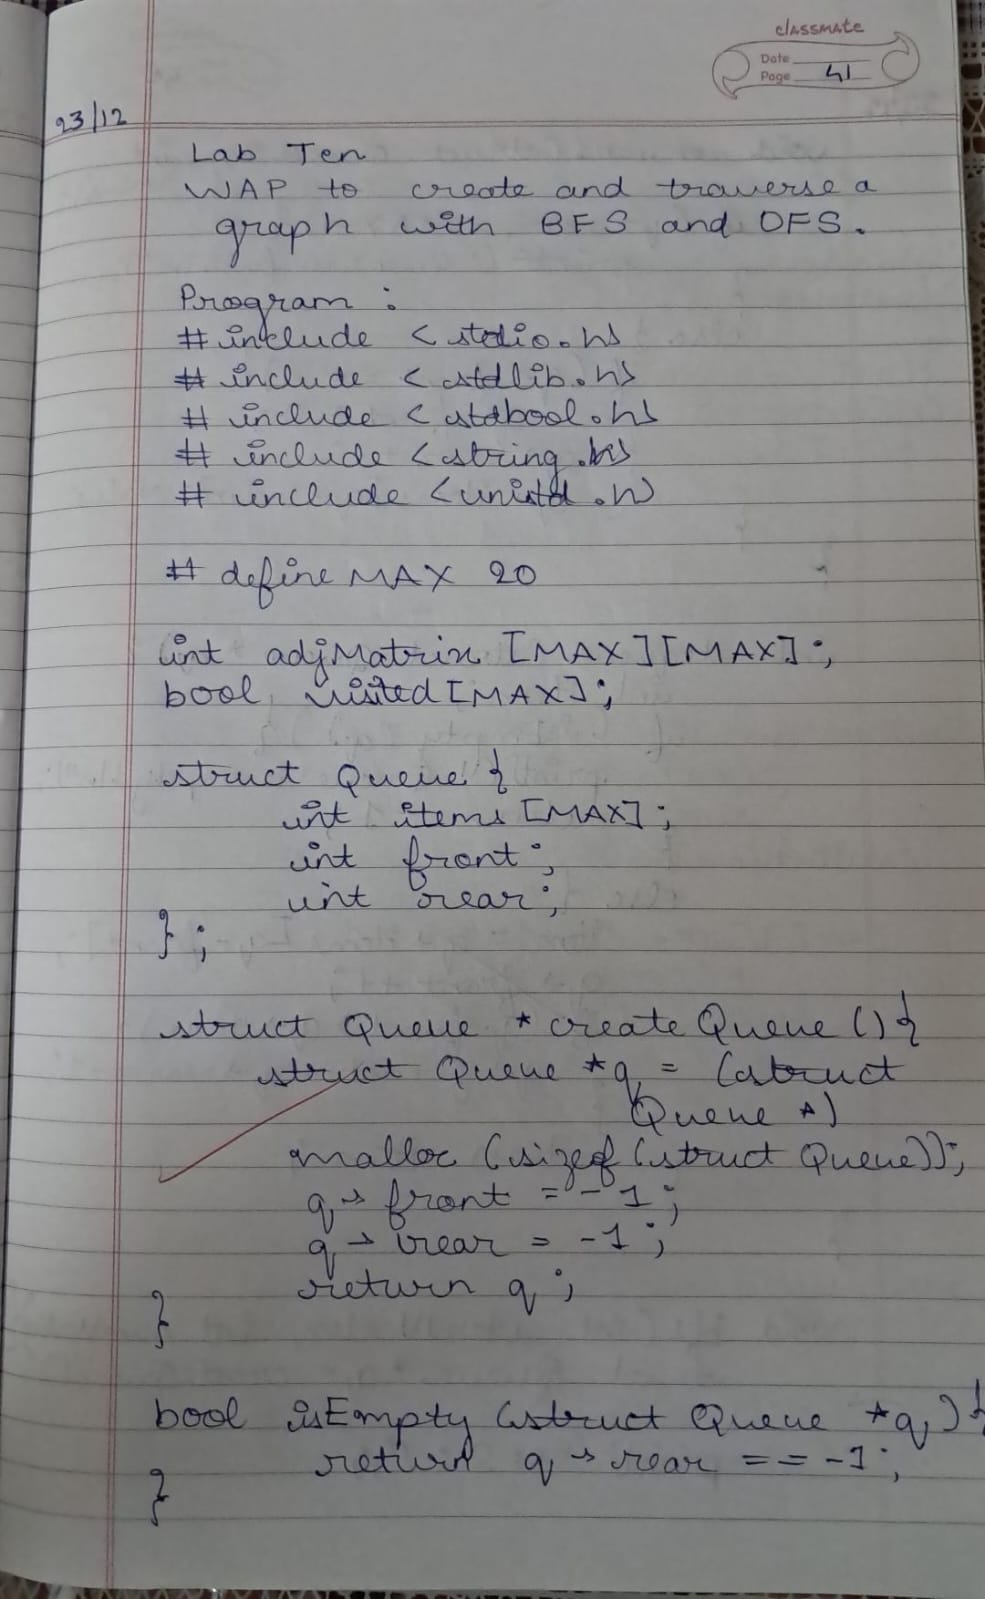 classmate
Date
Page 41
23/12
Lab Ten
WAP to create and traverse a
graph with BFS and DFS.
Program :
# include <stdio.h>
# include <stdlib.h>
# include <stdbool.h>
# include <string.h>
# include <unistd.h>
# define MAX 20
int adjMatrix [MAX][MAX];
bool visited [MAX];
struct Queue {
int items [MAX];
int front;
int rear;
};
struct Queue * createQueue () {
struct Queue *q = (struct
Queue *)
malloc (sizeof (struct Queue));
q → front = -1;
q → rear = -1;
return q;
}
bool isEmpty (struct Queue *q) {
return q → rear == -1;
}